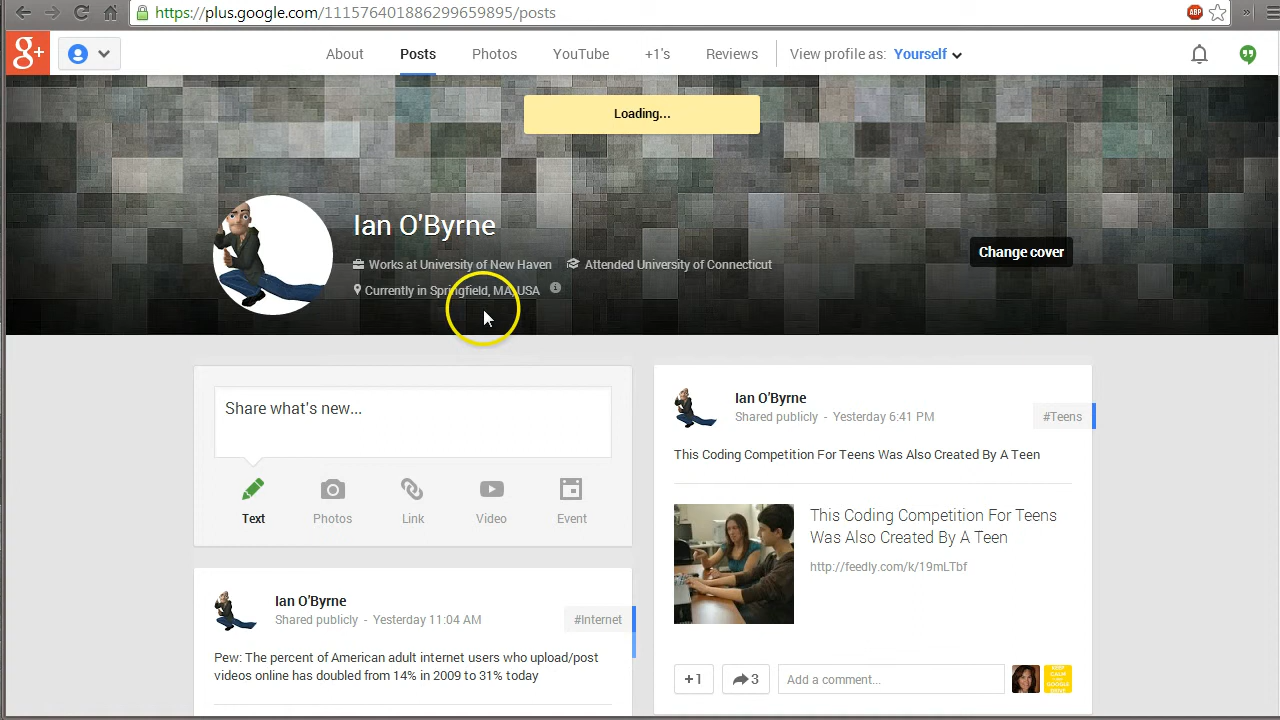 https://plus.google.com/111576401886299659895/posts
ABP
g+
About
Posts
Photos
YouTube
+1's
Reviews
View profile as: Yourself
Loading...
Ian O'Byrne
Works at University of New Haven
Attended University of Connecticut
Currently in Springfield, MA, USA
Change cover
Share what's new...
Text
Photos
Link
Video
Event
Ian O'Byrne
Shared publicly - Yesterday 11:04 AM
#Internet
Pew: The percent of American adult internet users who upload/post
videos online has doubled from 14% in 2009 to 31% today
Ian O'Byrne
Shared publicly - Yesterday 6:41 PM
#Teens
This Coding Competition For Teens Was Also Created By A Teen
This Coding Competition For Teens
Was Also Created By A Teen
http://feedly.com/k/19mLTbf
+1
3
Add a comment...